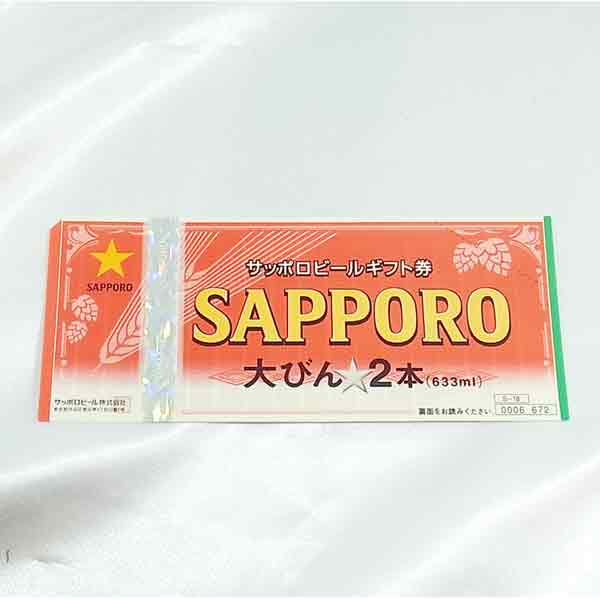 SAPPORO
サッポロビールギフト券
SAPPORO
大びん★2本(633ml)
サッポロビール株式会社
裏面をお読みください
S-18
0006 672